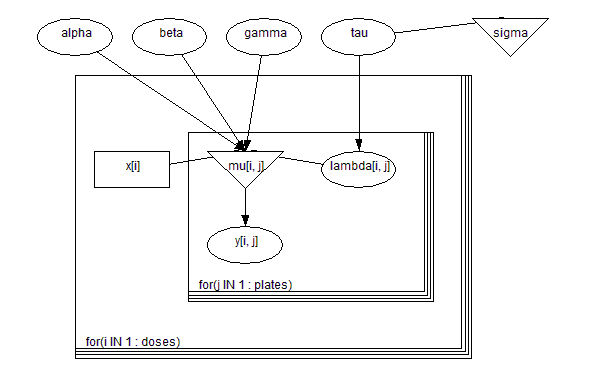 alpha
beta
gamma
tau
sigma
x[i]
mu[i, j]
lambda[i, j]
y[i, j]
for(j IN 1 : plates)
for(i IN 1 : doses)